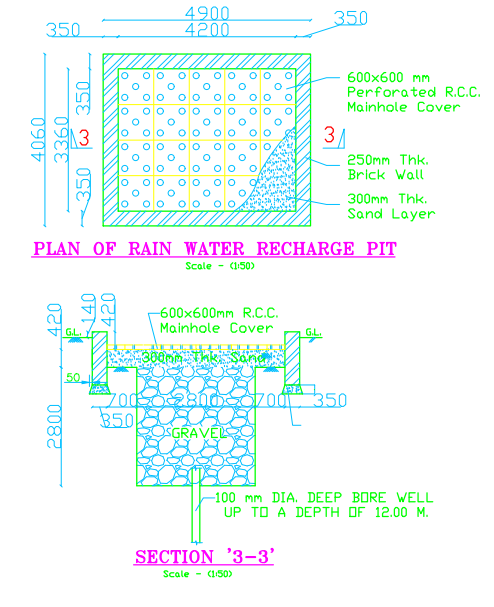 4900
350
350
4200
600x600 mm
Perforated R.C.C.
Mainhole Cover
350
4060
3360
3
3
250mm Thk.
Brick Wall
350
300mm Thk.
Sand Layer
PLAN OF RAIN WATER RECHARGE PIT
Scale - (1:50)
420
140
420
600x600mm R.C.C.
Mainhole Cover
G.L.
G.L.
300mm Thk. Sand
50
700
2800
700
350
350
2800
GRAVEL
100 mm DIA. DEEP BORE WELL
UP TO A DEPTH OF 12.00 M.
SECTION '3-3'
Scale - (1:50)